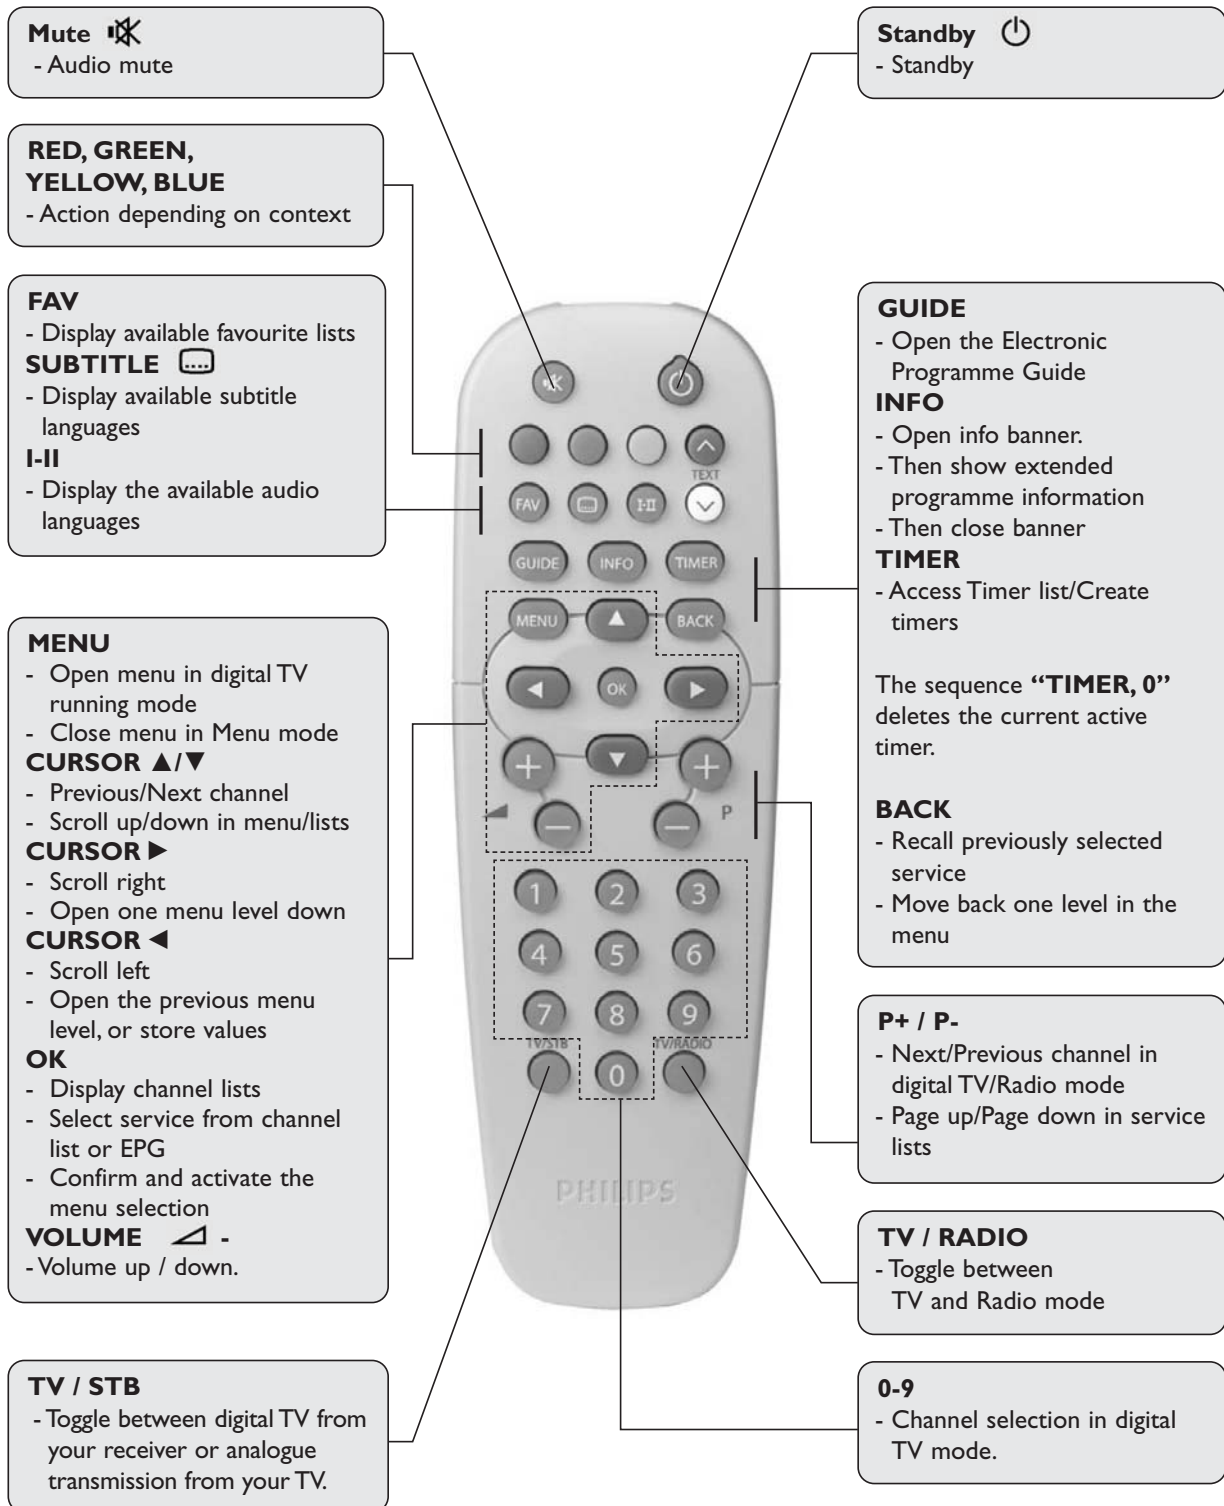 Mute
- Audio mute
Standby
- Standby
RED, GREEN,
YELLOW, BLUE
- Action depending on context
FAV
- Display available favourite lists
SUBTITLE
- Display available subtitle
languages
I-II
- Display the available audio
languages
MENU
- Open menu in digital TV
running mode
- Close menu in Menu mode
CURSOR ▲/▼
- Previous/Next channel
- Scroll up/down in menu/lists
CURSOR ►
- Scroll right
- Open one menu level down
CURSOR ◄
- Scroll left
- Open the previous menu
level, or store values
OK
- Display channel lists
- Select service from channel
list or EPG
- Confirm and activate the
menu selection
VOLUME -
- Volume up / down.
TV / STB
- Toggle between digital TV from
your receiver or analogue
transmission from your TV.
TEXT
FAV I-II
GUIDE INFO TIMER
MENU BACK
OK
+ +
- - P
1 2 3
4 5 6
7 8 9
TV/STB TV/RADIO
0
PHILIPS
GUIDE
- Open the Electronic
Programme Guide
INFO
- Open info banner.
- Then show extended
programme information
- Then close banner
TIMER
- Access Timer list/Create
timers
The sequence “TIMER, 0”
deletes the current active
timer.
BACK
- Recall previously selected
service
- Move back one level in the
menu
P+ / P-
- Next/Previous channel in
digital TV/Radio mode
- Page up/Page down in service
lists
TV / RADIO
- Toggle between
TV and Radio mode
0-9
- Channel selection in digital
TV mode.